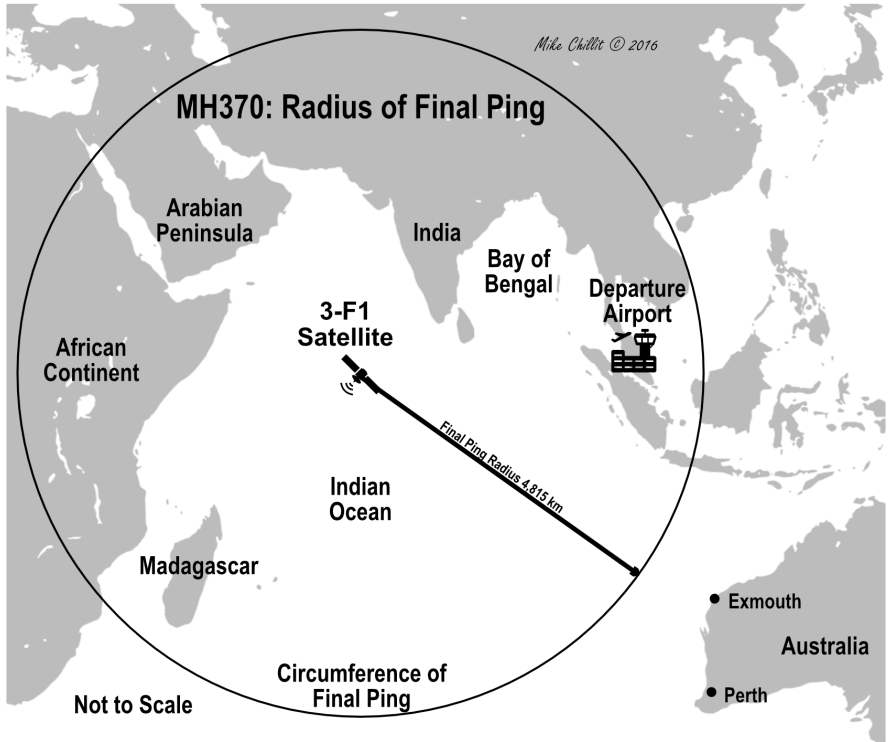 Mike Chillit © 2016
MH370: Radius of Final Ping
Arabian
Peninsula
India
Bay of
Bengal
Departure
Airport
3-F1
Satellite
African
Continent
Final Ping Radius 4,815 km
Indian
Ocean
Madagascar
Exmouth
Australia
Circumference of
Final Ping
Perth
Not to Scale